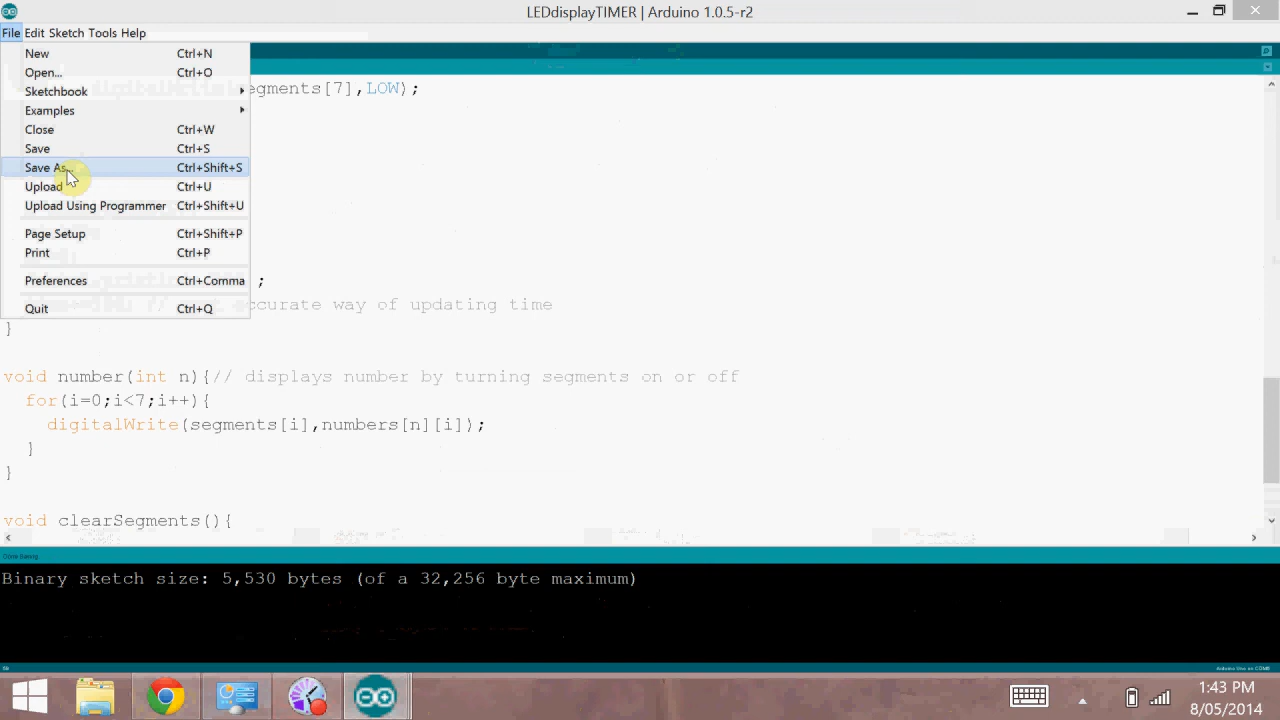 LEDdisplayTIMER | Arduino 1.0.5-r2
File Edit Sketch Tools Help
New Ctrl+N
Open... Ctrl+O
Sketchbook
Examples
Close Ctrl+W
Save Ctrl+S
Save As... Ctrl+Shift+S
Upload Ctrl+U
Upload Using Programmer Ctrl+Shift+U
Page Setup Ctrl+Shift+P
Print Ctrl+P
Preferences Ctrl+Comma
Quit Ctrl+Q
egments[7],LOW);
;
ccurate way of updating time
}
void number(int n){// displays number by turning segments on or off
for(i=0;i<7;i++){
digitalWrite(segments[i],numbers[n][i]);
}
}
void clearSegments(){
Done Saving.
Binary sketch size: 5,530 bytes (of a 32,256 byte maximum)
1:43 PM
8/05/2014